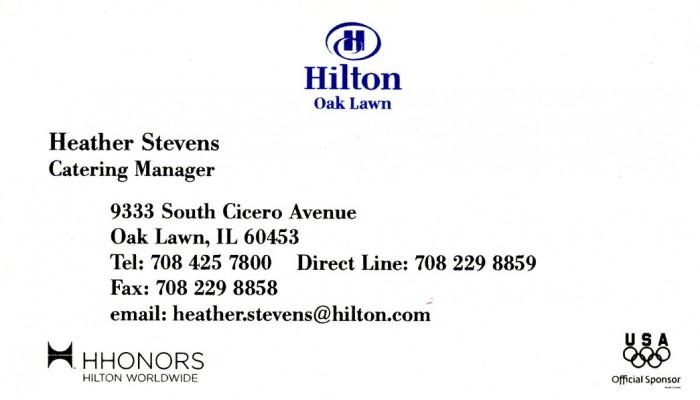 Hilton
Oak Lawn
Heather Stevens
Catering Manager
9333 South Cicero Avenue
Oak Lawn, IL 60453
Tel: 708 425 7800 Direct Line: 708 229 8859
Fax: 708 229 8858
email: heather.stevens@hilton.com
HHONORS
HILTON WORLDWIDE
USA
Official Sponsor